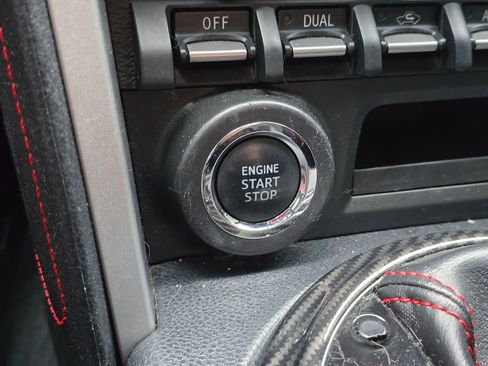 OFF DUAL
ENGINE
START
STOP